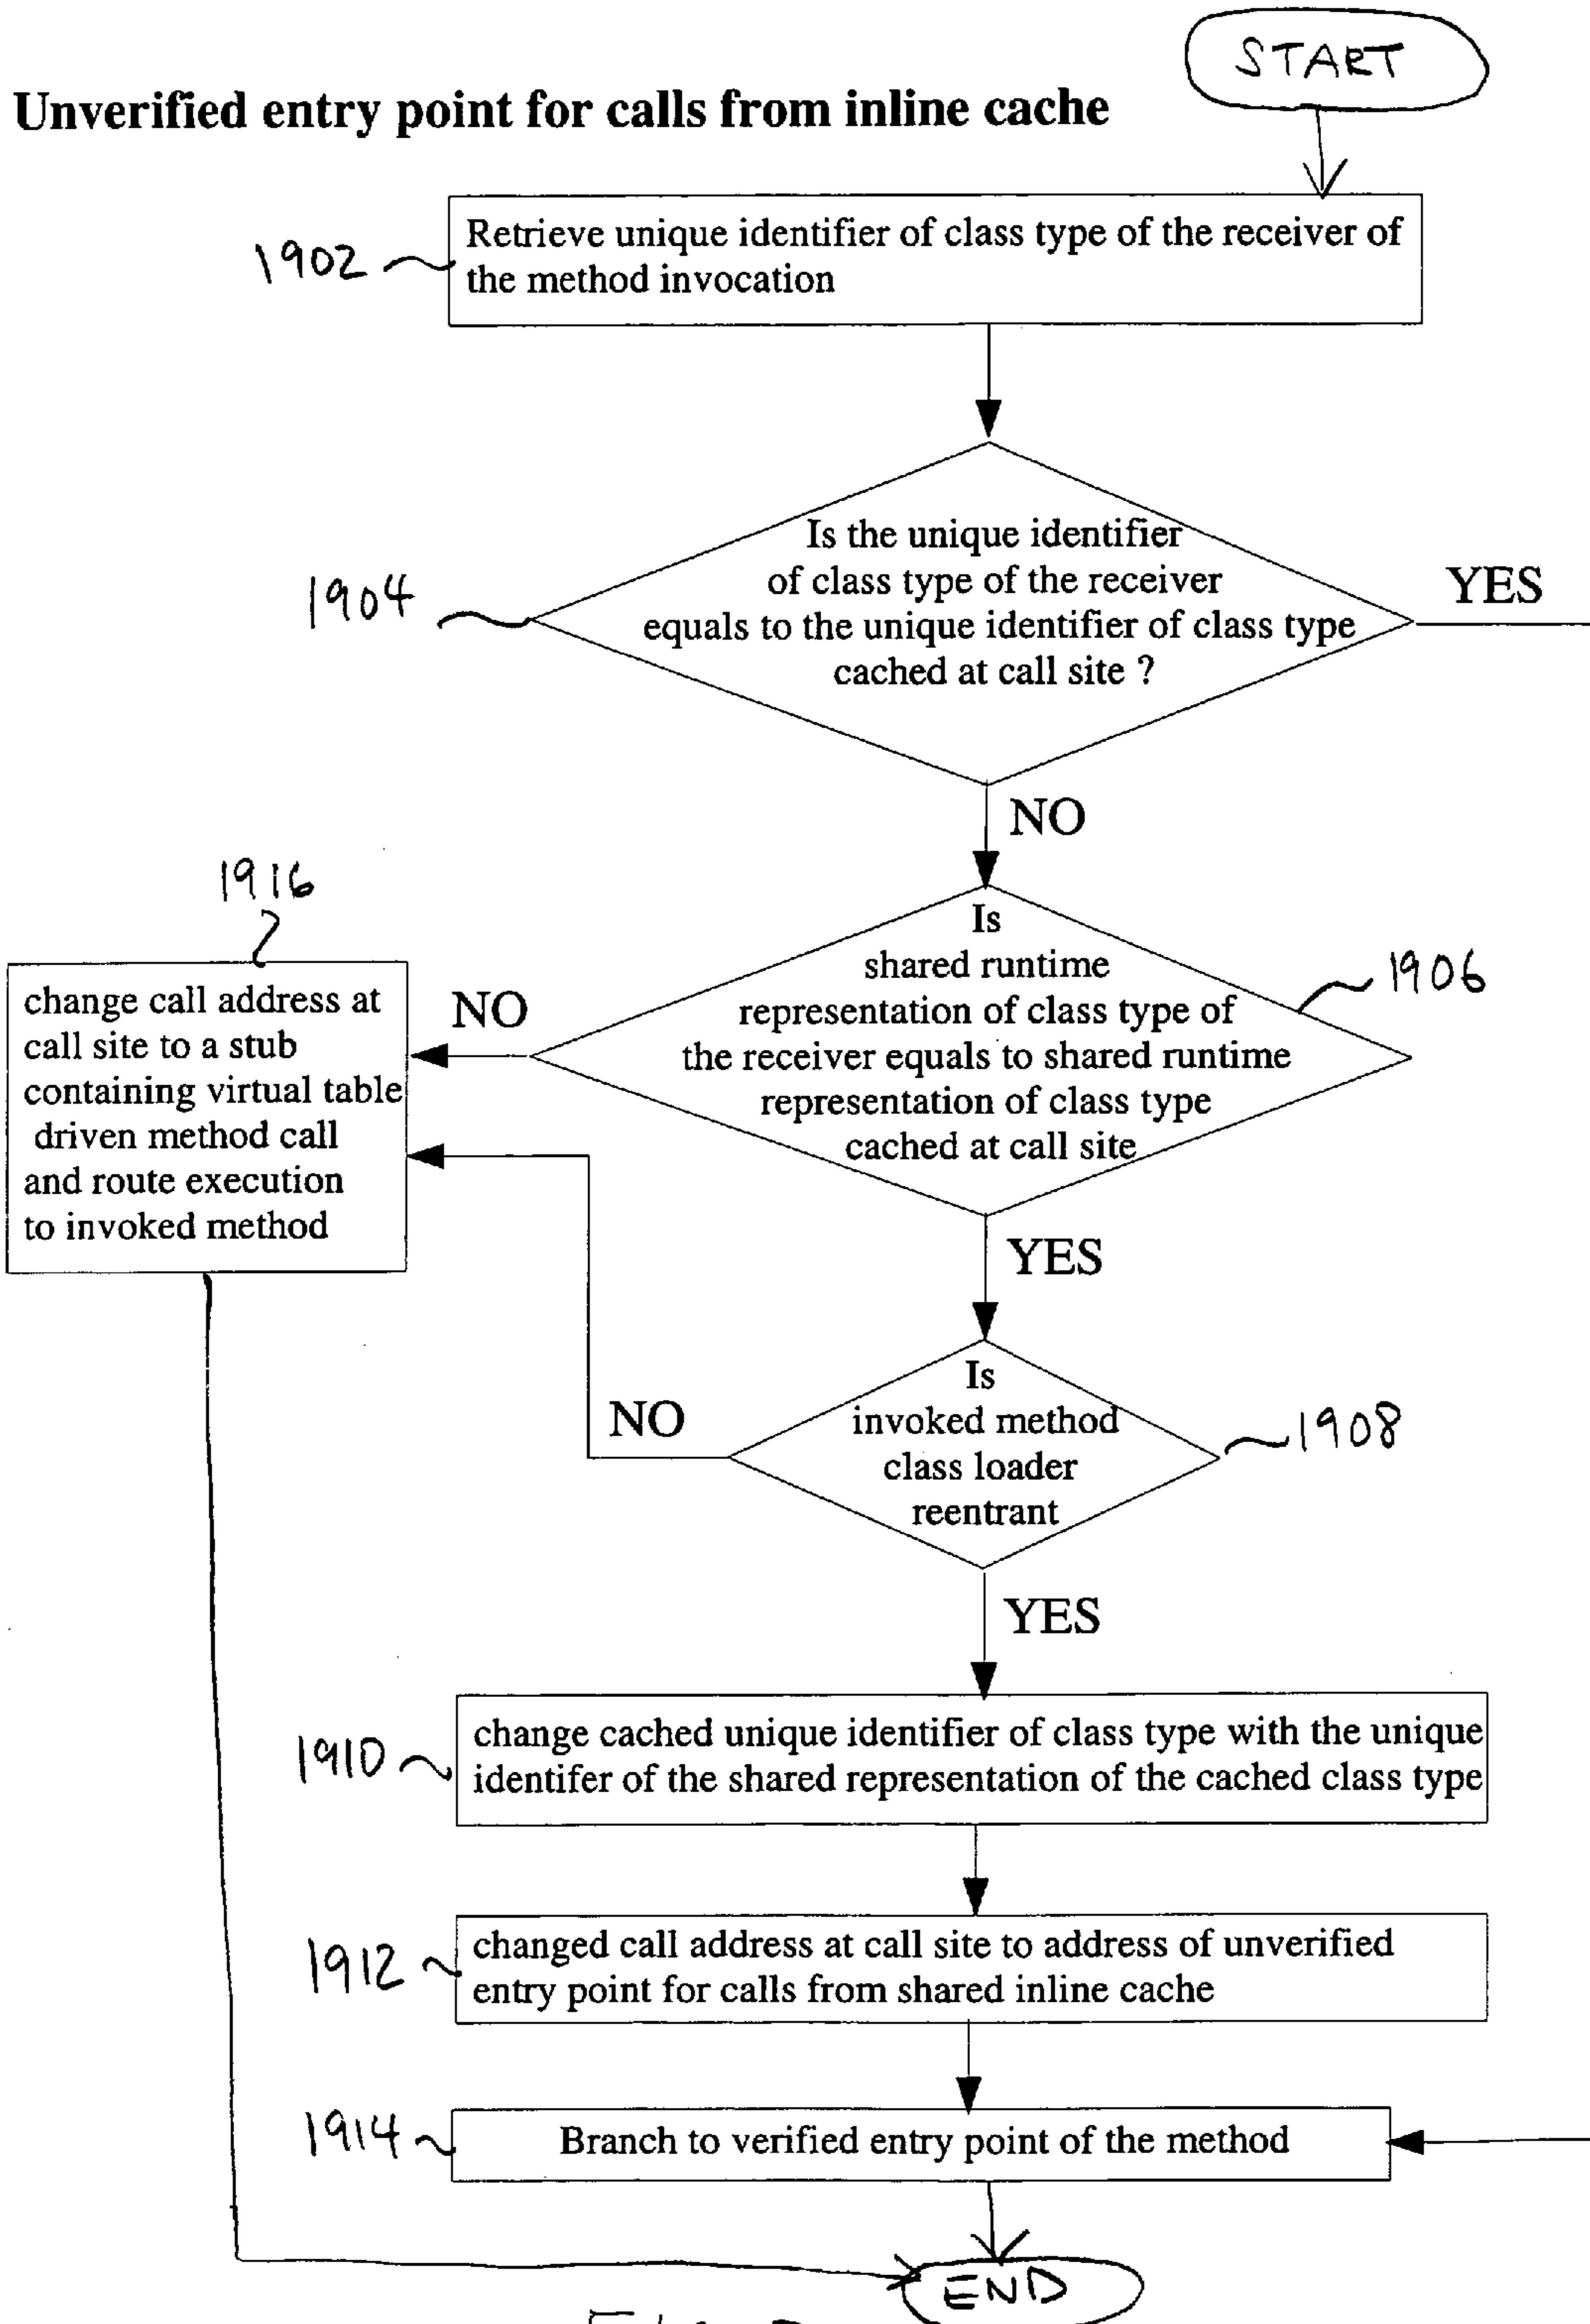 START
Unverified entry point for calls from inline cache
1902
Retrieve unique identifier of class type of the receiver of
the method invocation
1904
Is the unique identifier
of class type of the receiver
equals to the unique identifier of class type
cached at call site ?
YES
NO
1916
change call address at
call site to a stub
containing virtual table
driven method call
and route execution
to invoked method
NO
Is
shared runtime
representation of class type of
the receiver equals to shared runtime
representation of class type
cached at call site
1906
YES
NO
Is
invoked method
class loader
reentrant
1908
YES
1910
change cached unique identifier of class type with the unique
identifer of the shared representation of the cached class type
1912
changed call address at call site to address of unverified
entry point for calls from shared inline cache
1914
Branch to verified entry point of the method
END